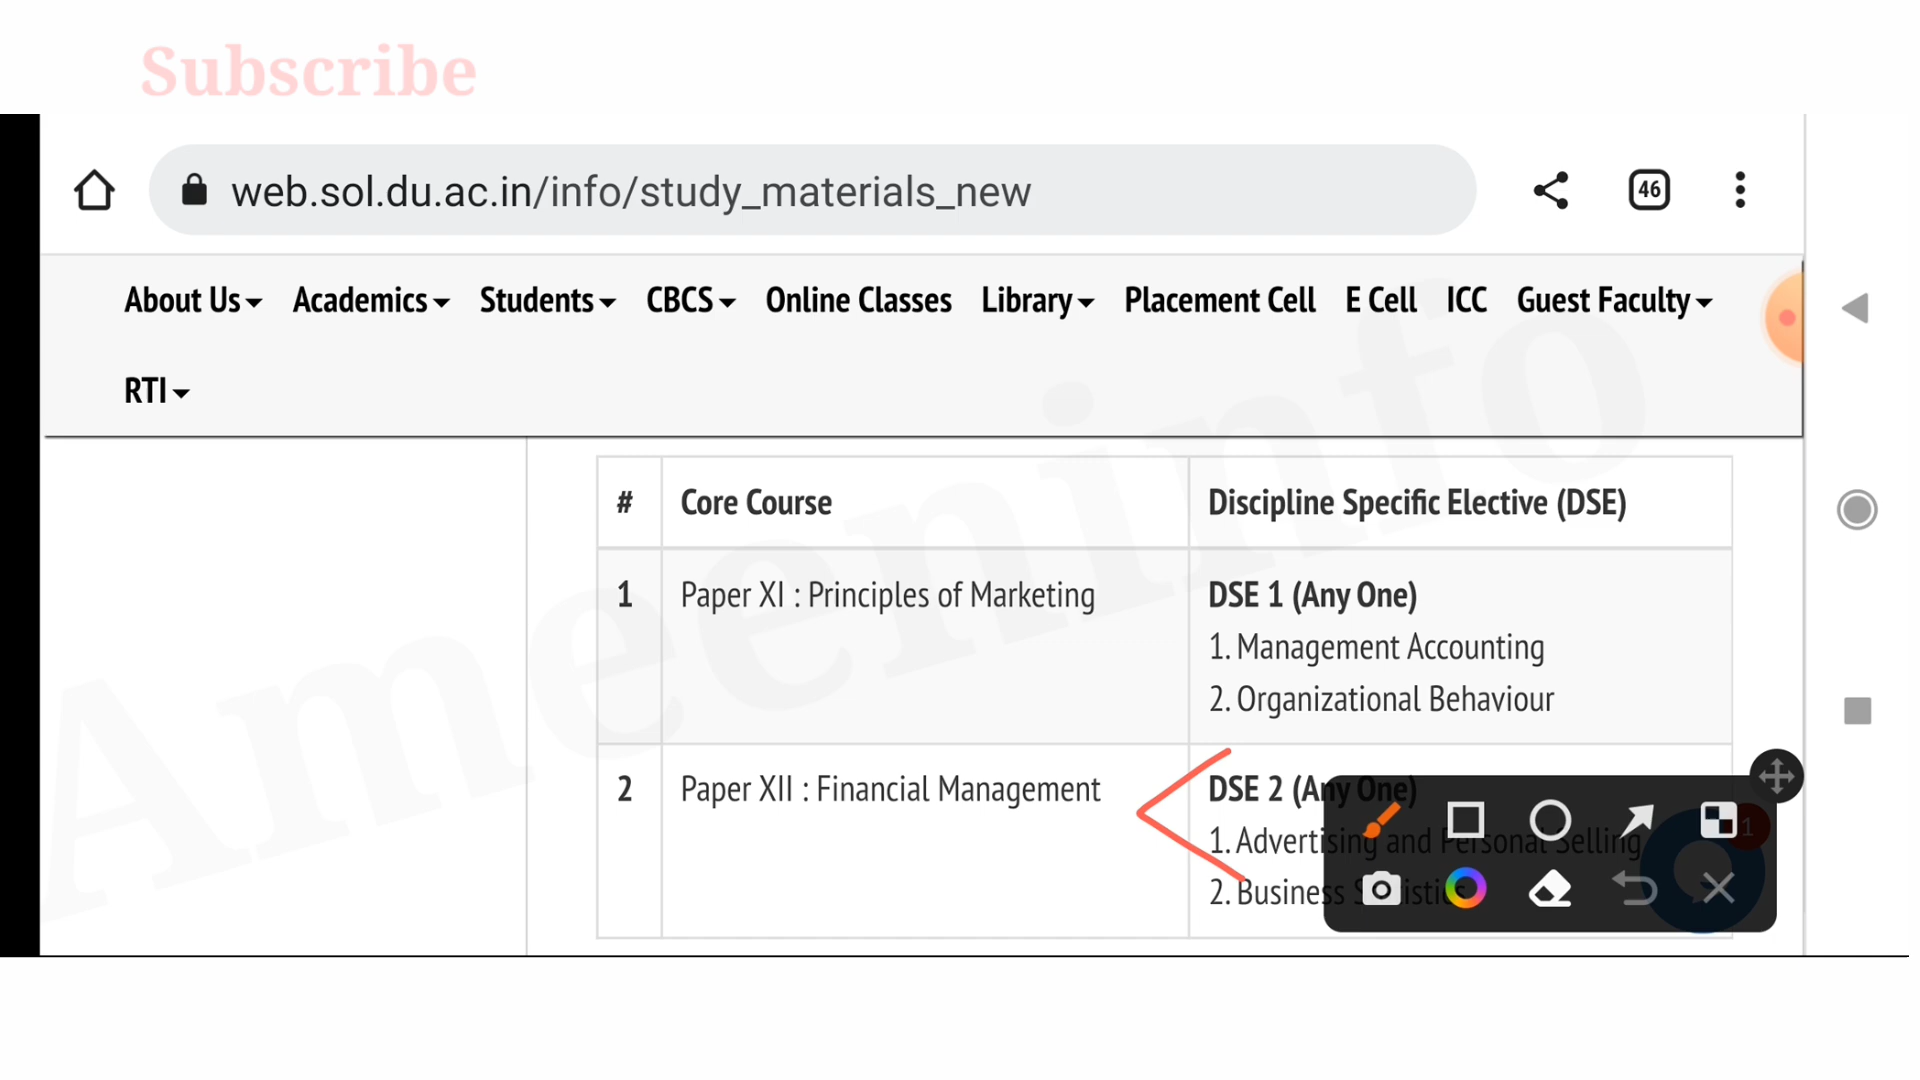 Subscribe
web.sol.du.ac.in/info/study_materials_new
46
About Us Academics Students CBCS Online Classes Library Placement Cell E Cell ICC Guest Faculty
RTI
Ameeninfo
# Core Course Discipline Specific Elective (DSE)
1 Paper XI : Principles of Marketing DSE 1 (Any One)
1. Management Accounting
2. Organizational Behaviour
2 Paper XII : Financial Management DSE 2 (Any One)
1. Advertising and Personal Selling
1
2. Business Statistics